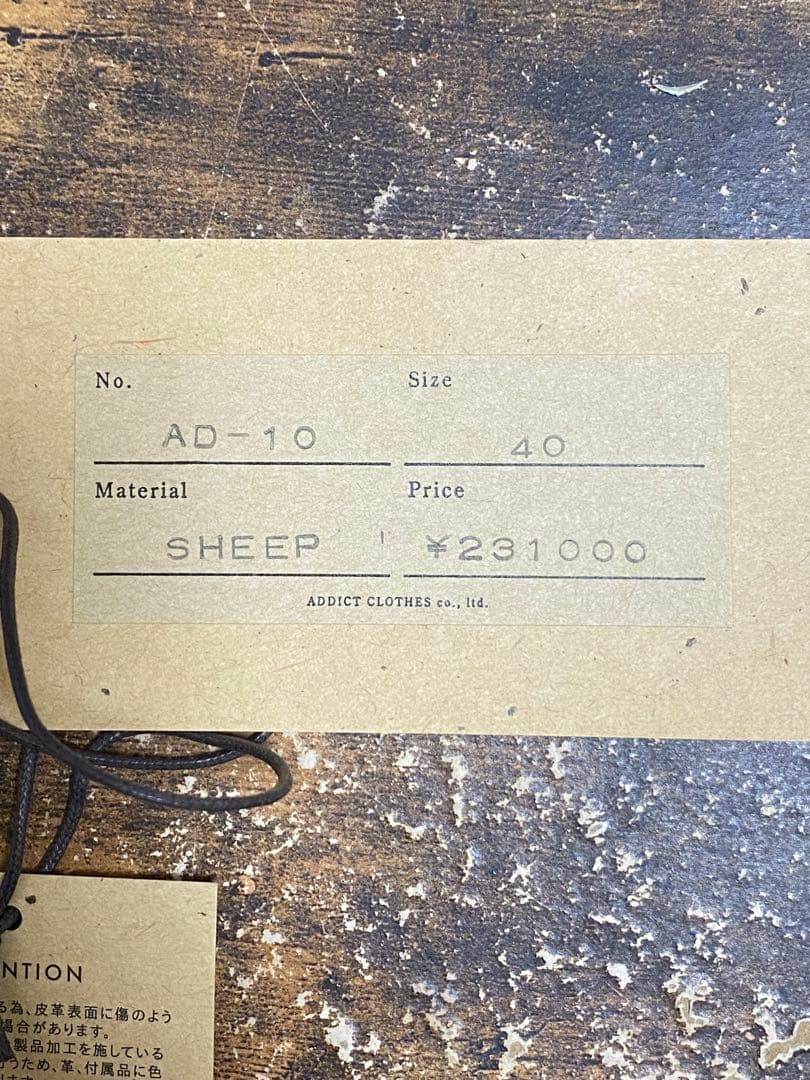 No. Size
AD-10 40
Material Price
SHEEP ¥231000
ADDICT CLOTHES co., ltd.
NTION
る為、皮革表面に傷のよう
場合があります。
製品加工を施している
うため、革、付属品に色